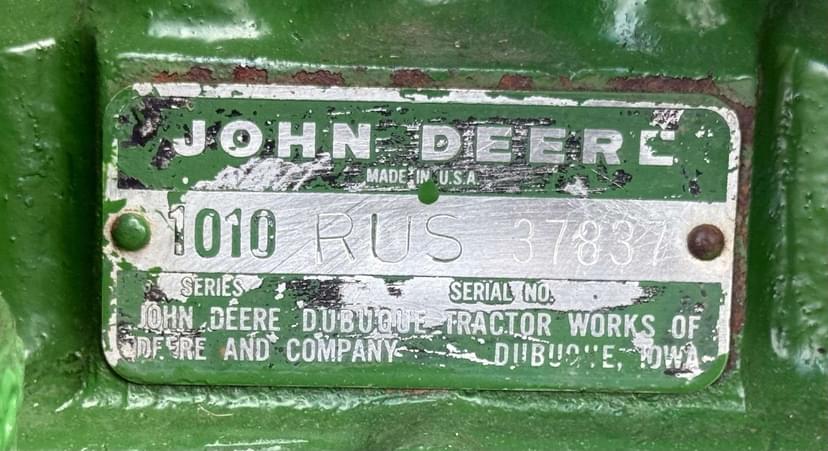 JOHN DEERE
MADE IN U.S.A.
1010 RUS 37837
SERIES SERIAL NO.
JOHN DEERE DUBUQUE TRACTOR WORKS OF
DEERE AND COMPANY DUBUQUE, IOWA